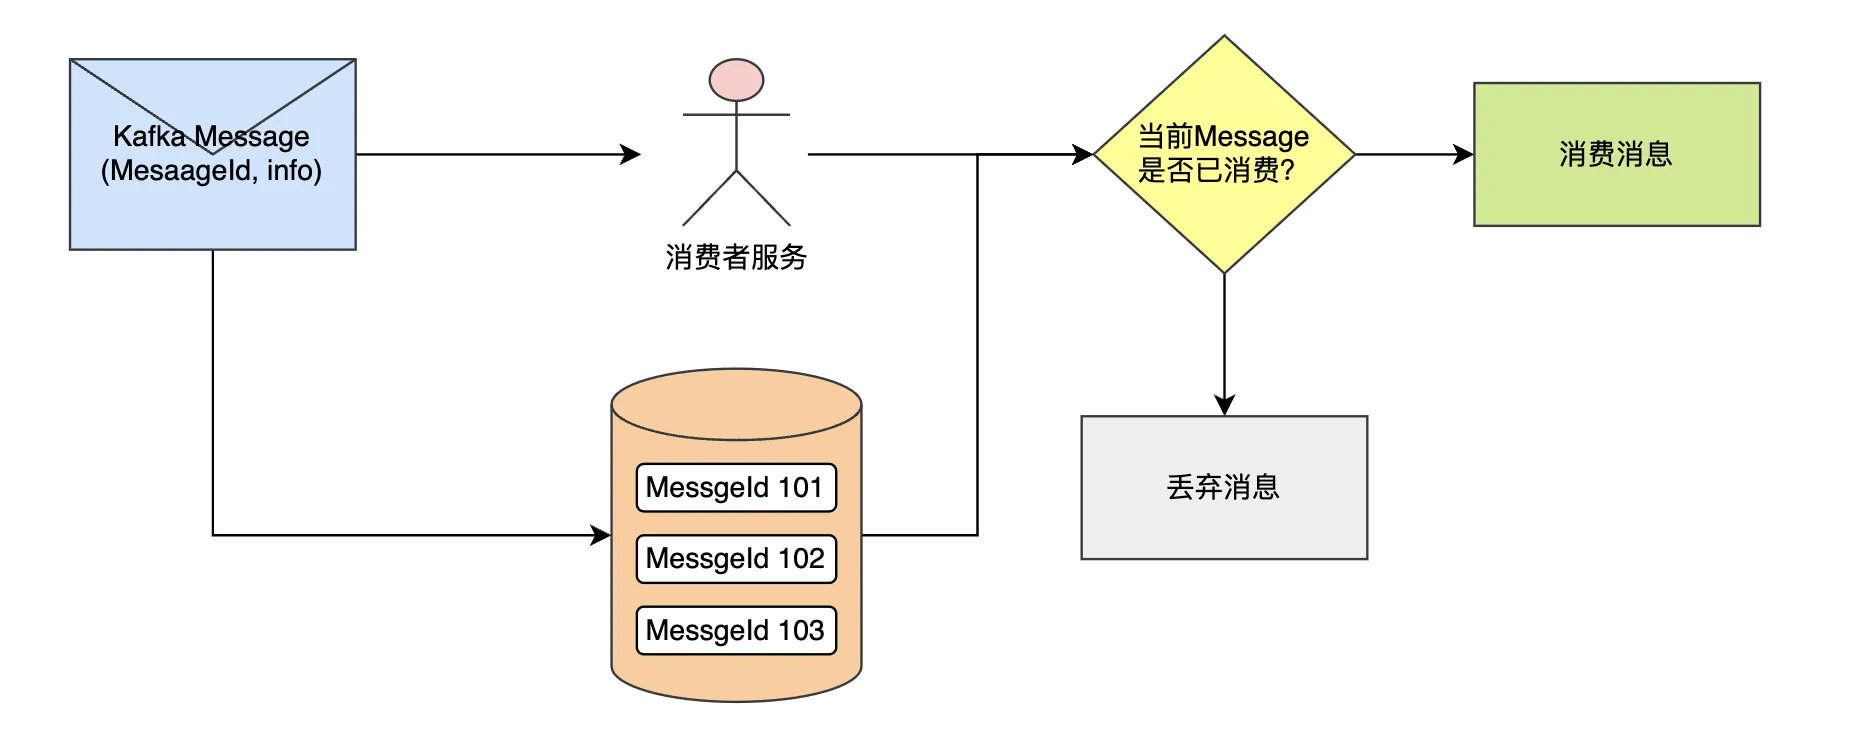 Kafka Message
(MesaageId, info)
消费者服务
当前Message
是否已消费?
消费消息
MessgeId 101
MessgeId 102
MessgeId 103
丢弃消息